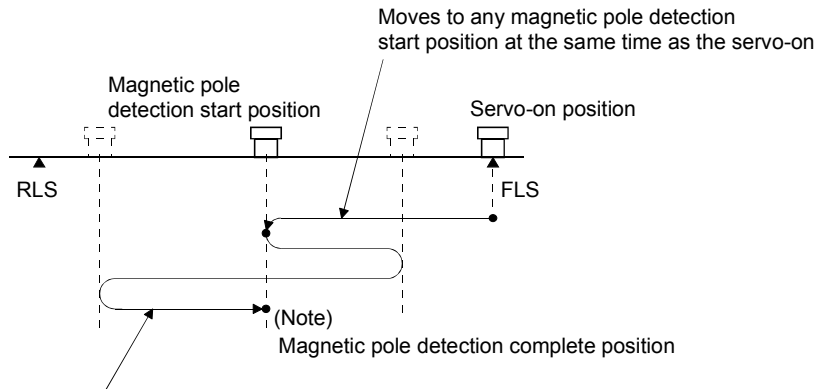 Moves to any magnetic pole detection
start position at the same time as the servo-on
Magnetic pole
detection start position
Servo-on position
RLS
FLS
(Note)
Magnetic pole detection complete position